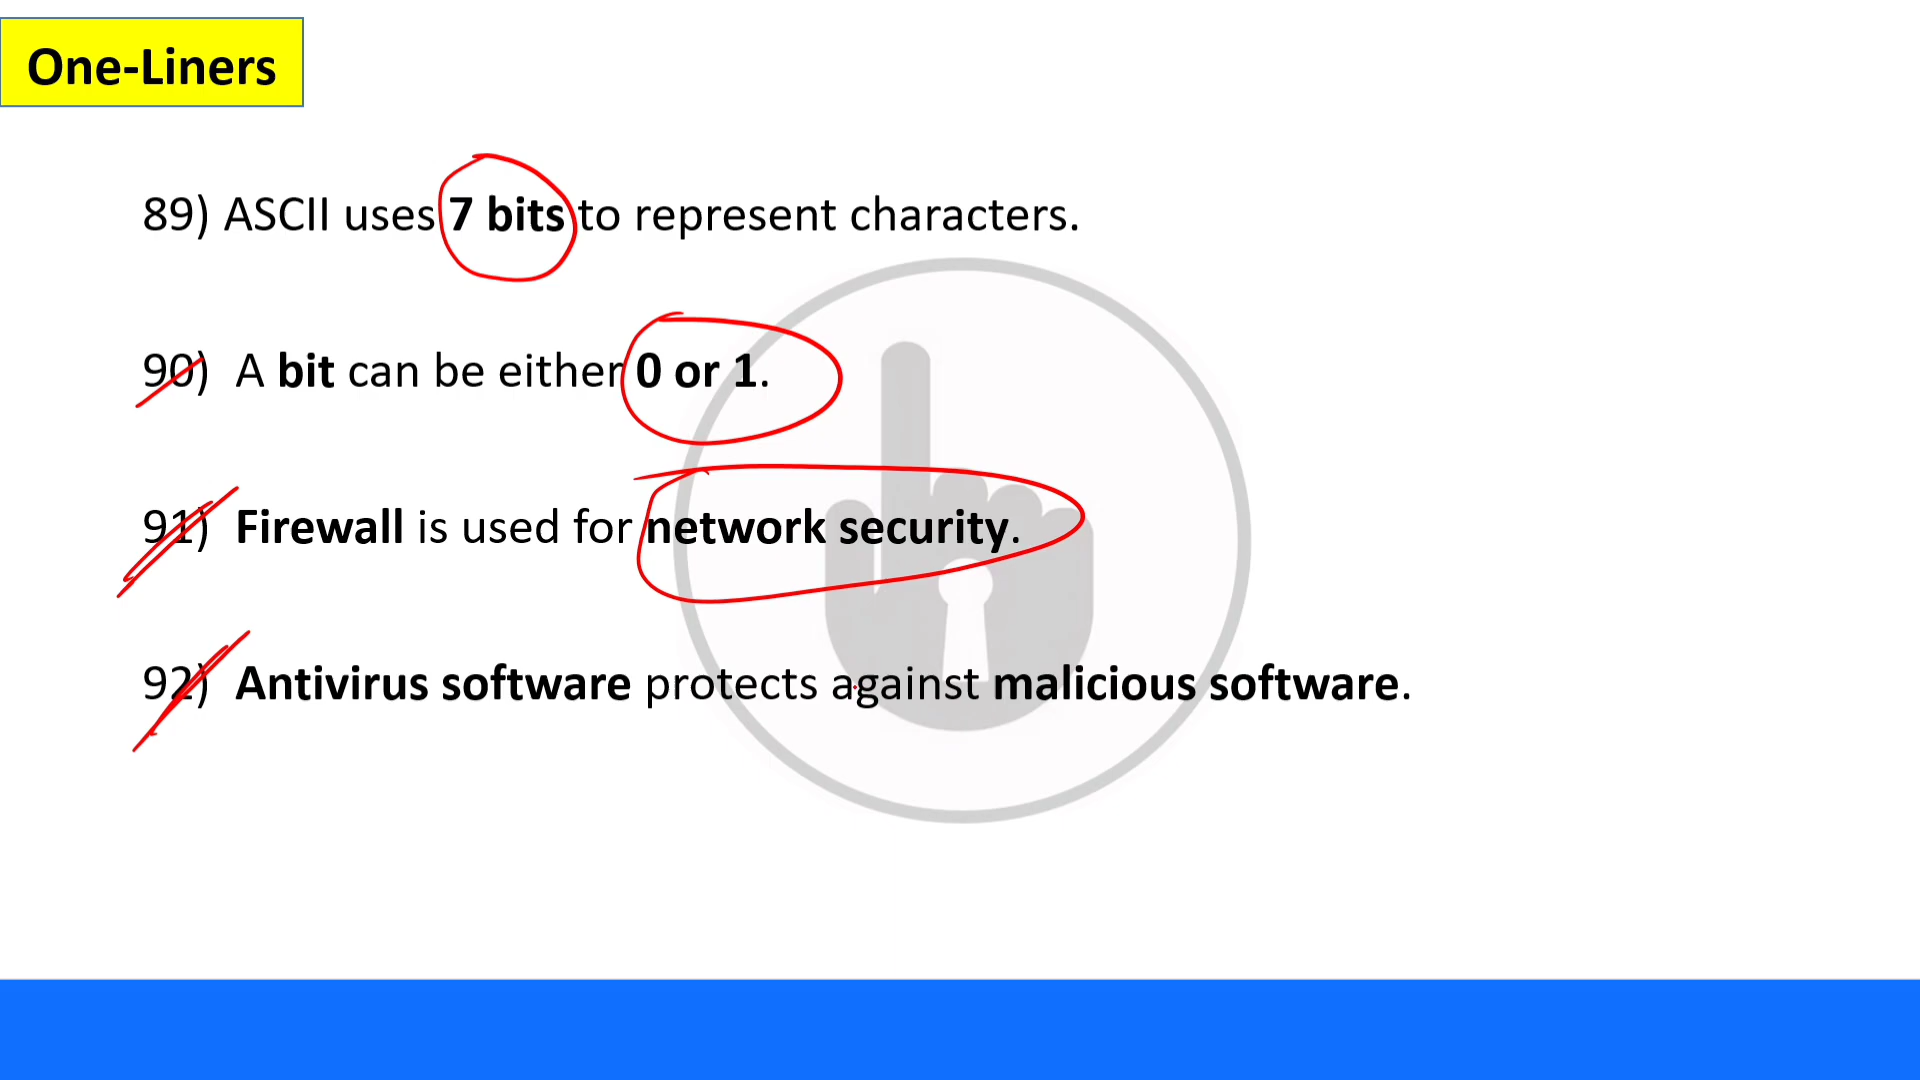 One-Liners
89) ASCII uses 7 bits to represent characters.
90) A bit can be either 0 or 1.
91) Firewall is used for network security.
92) Antivirus software protects against malicious software.